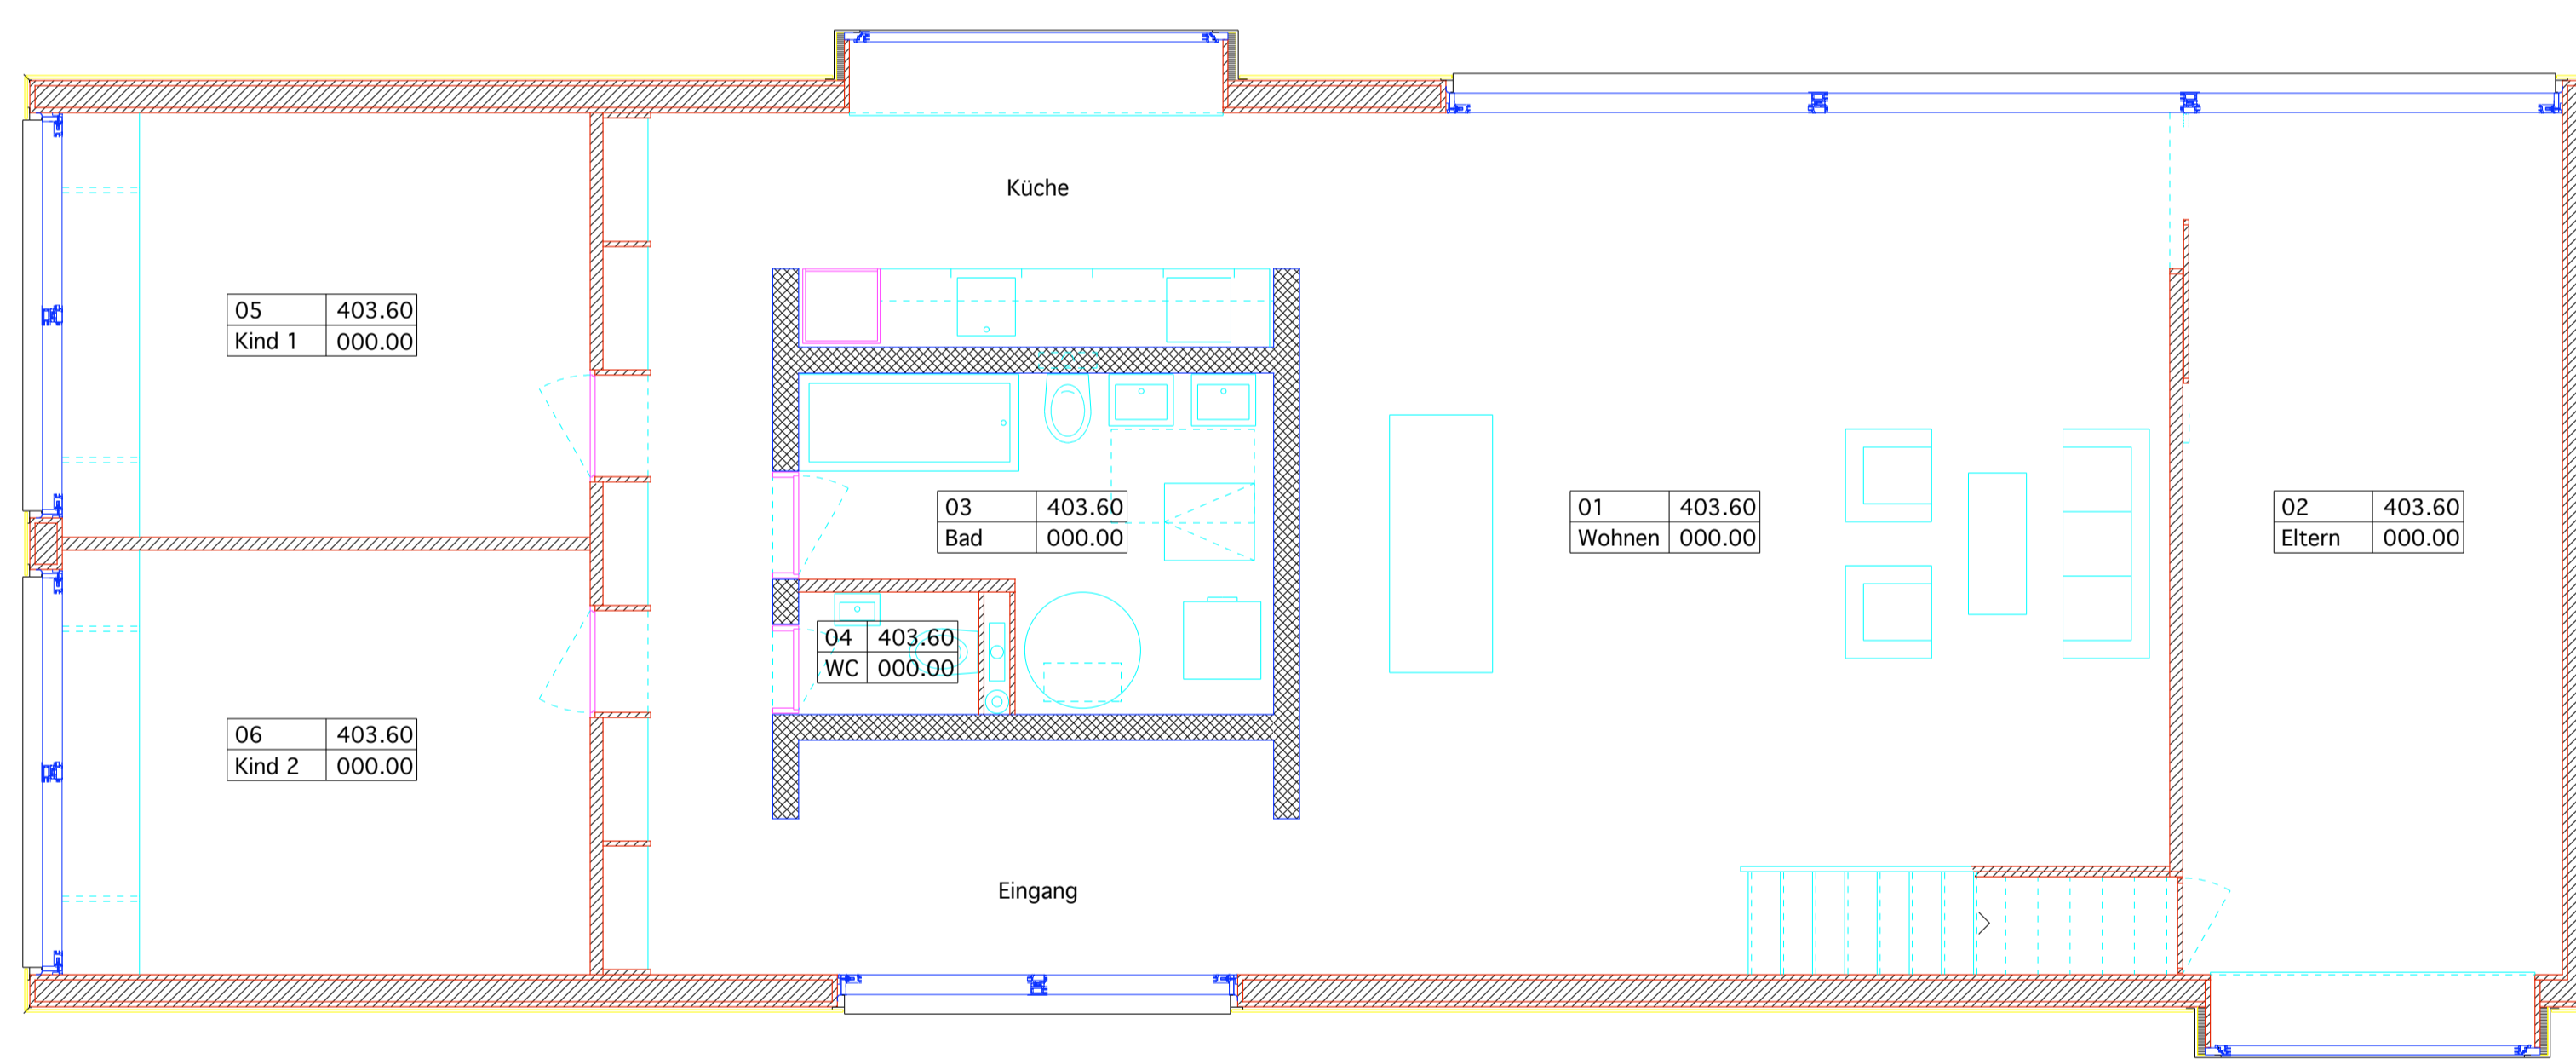 Küche
05 403.60
Kind 1 000.00
03 403.60
Bad 000.00
01 403.60
Wohnen 000.00
02 403.60
Eltern 000.00
04 403.60
WC 000.00
06 403.60
Kind 2 000.00
Eingang